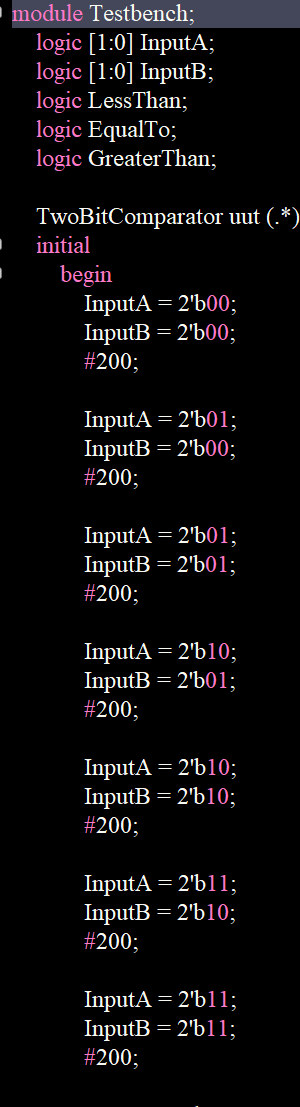 module Testbench;
logic [1:0] InputA;
logic [1:0] InputB;
logic LessThan;
logic EqualTo;
logic GreaterThan;
TwoBitComparator uut (.*)
initial
begin
InputA = 2'b00;
InputB = 2'b00;
#200;
InputA = 2'b01;
InputB = 2'b00;
#200;
InputA = 2'b01;
InputB = 2'b01;
#200;
InputA = 2'b10;
InputB = 2'b01;
#200;
InputA = 2'b10;
InputB = 2'b10;
#200;
InputA = 2'b11;
InputB = 2'b10;
#200;
InputA = 2'b11;
InputB = 2'b11;
#200;